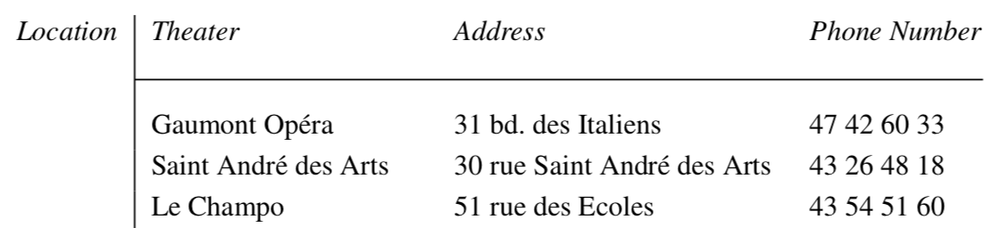 Location Theater Address Phone Number
Gaumont Opéra 31 bd. des Italiens 47 42 60 33
Saint André des Arts 30 rue Saint André des Arts 43 26 48 18
Le Champo 51 rue des Ecoles 43 54 51 60